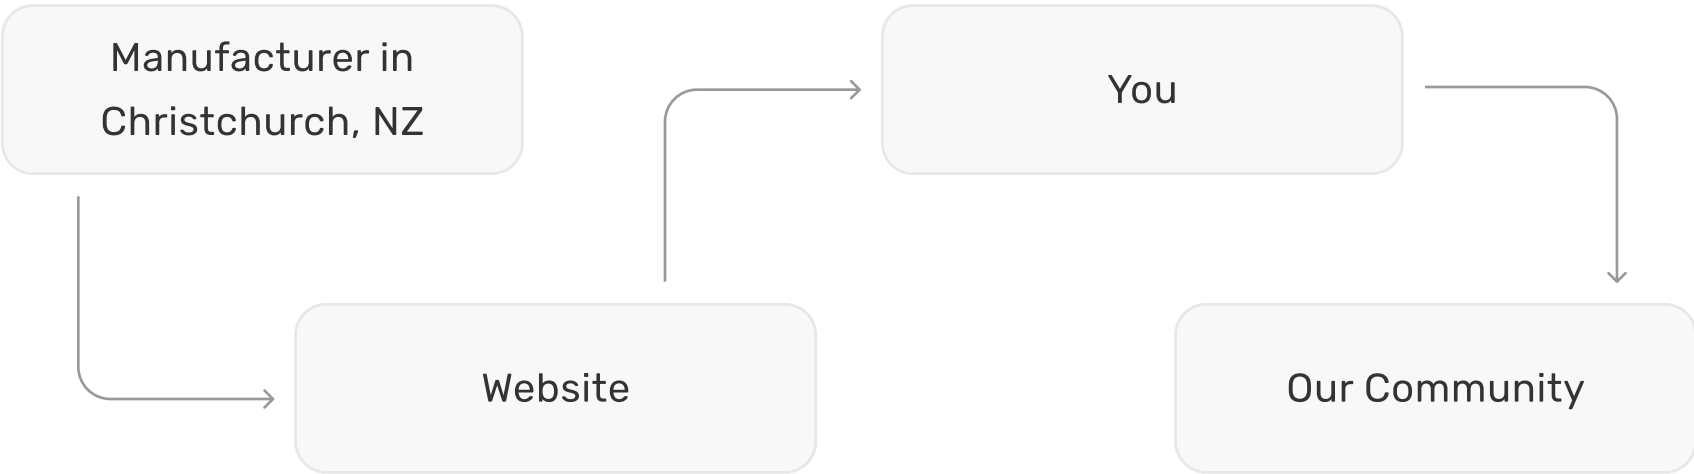 Manufacturer in
Christchurch, NZ
Website
You
Our Community